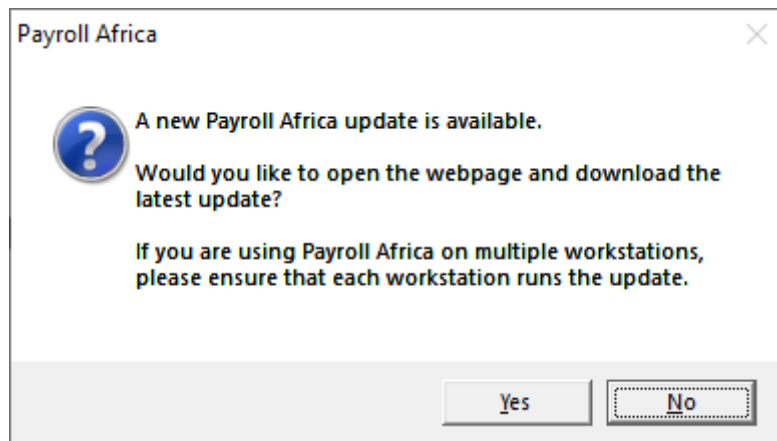 Payroll Africa
A new Payroll Africa update is available.
Would you like to open the webpage and download the
latest update?
If you are using Payroll Africa on multiple workstations,
please ensure that each workstation runs the update.
Yes
No